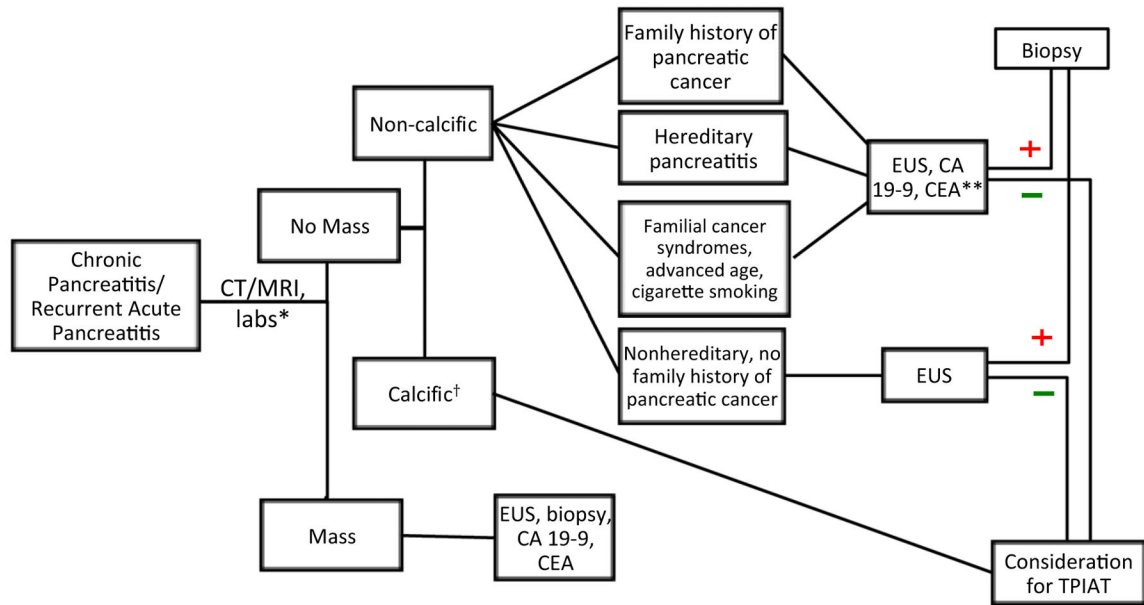 Family history of
pancreatic
cancer
Biopsy
Non-calcific
Hereditary
pancreatitis
+
EUS, CA
19-9, CEA**
−
No Mass
Familial cancer
syndromes,
advanced age,
cigarette smoking
Chronic
Pancreatitis/
Recurrent Acute
Pancreatitis
CT/MRI,
labs*
+
Nonhereditary, no
family history of
pancreatic cancer
EUS
−
Calcific†
Mass
EUS, biopsy,
CA 19-9,
CEA
Consideration
for TPIAT